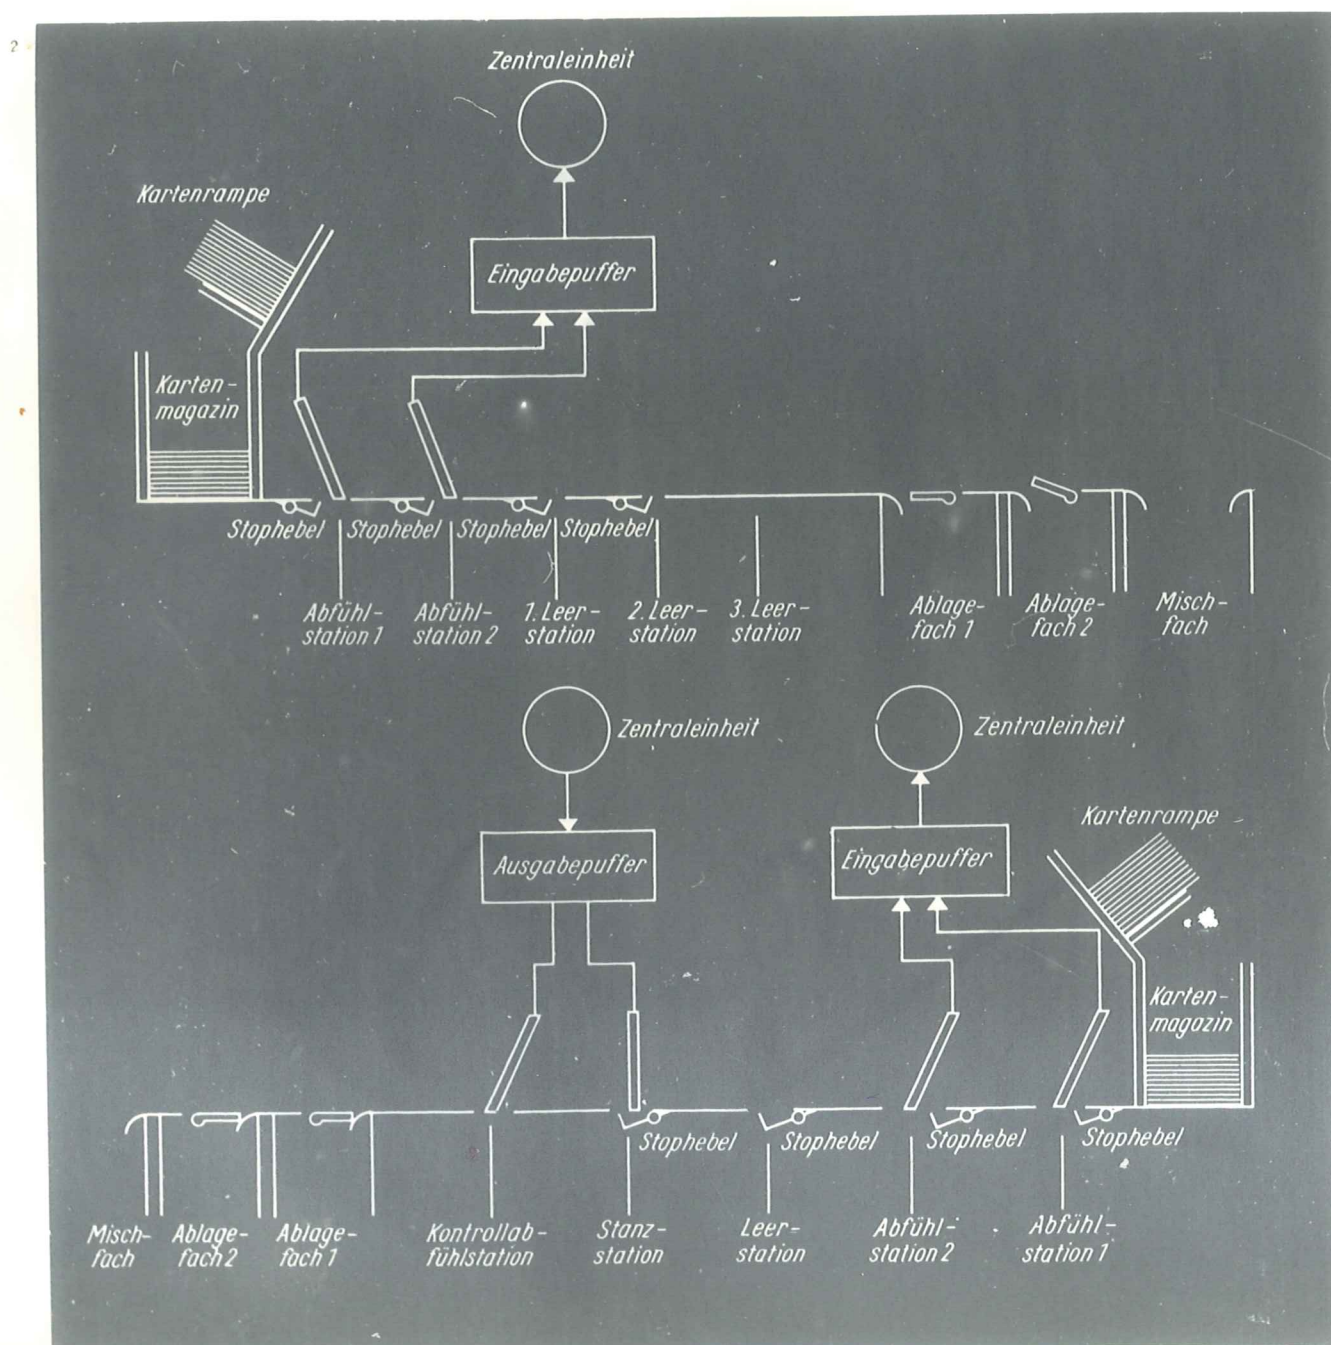 2
Zentraleinheit
Kartenrampe
Eingabepuffer
Karten-
magazin
Stophebel
Stophebel
Stophebel
Stophebel
Abfühl-
station 1
Abfühl-
station 2
1. Leer-
station
2. Leer-
station
3. Leer-
station
Ablage-
fach 1
Ablage-
fach 2
Misch-
fach
Zentraleinheit
Zentraleinheit
Kartenrampe
Ausgabepuffer
Eingabepuffer
Karten-
magazin
Stophebel
Stophebel
Stophebel
Stophebel
Misch-
fach
Ablage-
fach 2
Ablage-
fach 1
Kontrollab-
fühlstation
Stanz-
station
Leer-
station
Abfühl-
station 2
Abfühl-
station 1